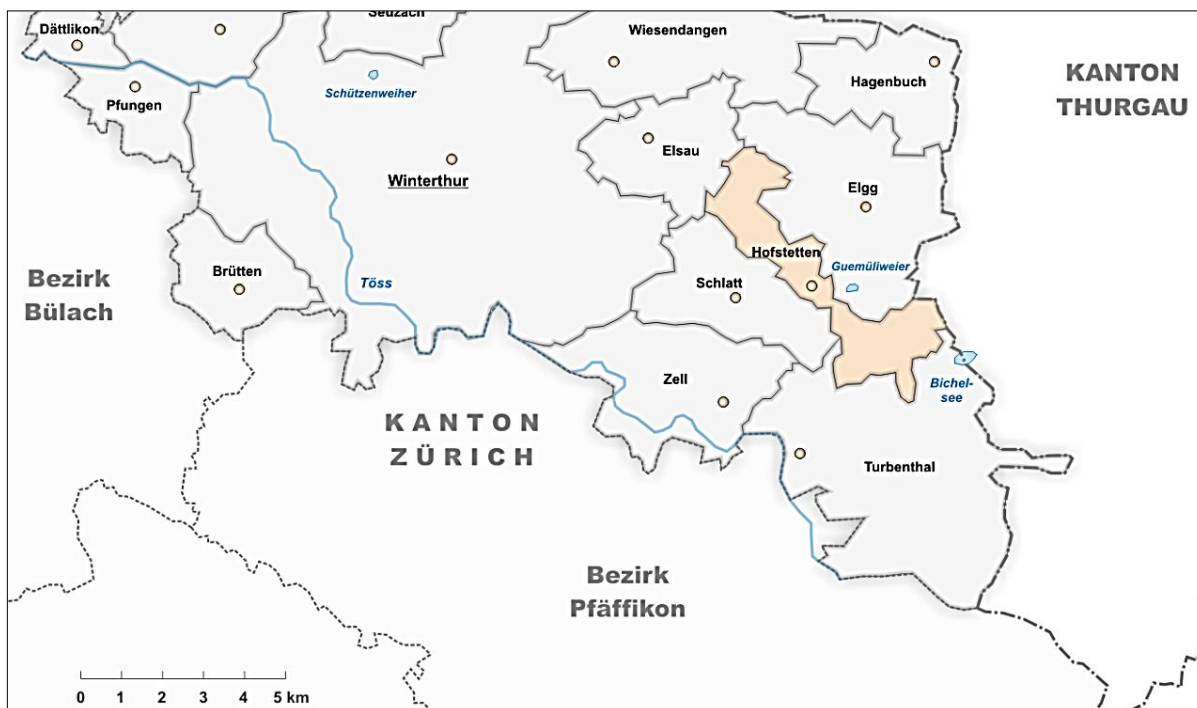 Seuzach
Dättlikon
Wiesendangen
Hagenbuch
KANTON
THURGAU
Schützenweiher
Pfungen
Elsau
Winterthur
Elgg
Hofstetten
Bezirk
Bülach
Brütten
Töss
Guemüliweier
Schlatt
Bichel-
see
Zell
KANTON
ZÜRICH
Turbenthal
Bezirk
Pfäffikon
0 1 2 3 4 5 km